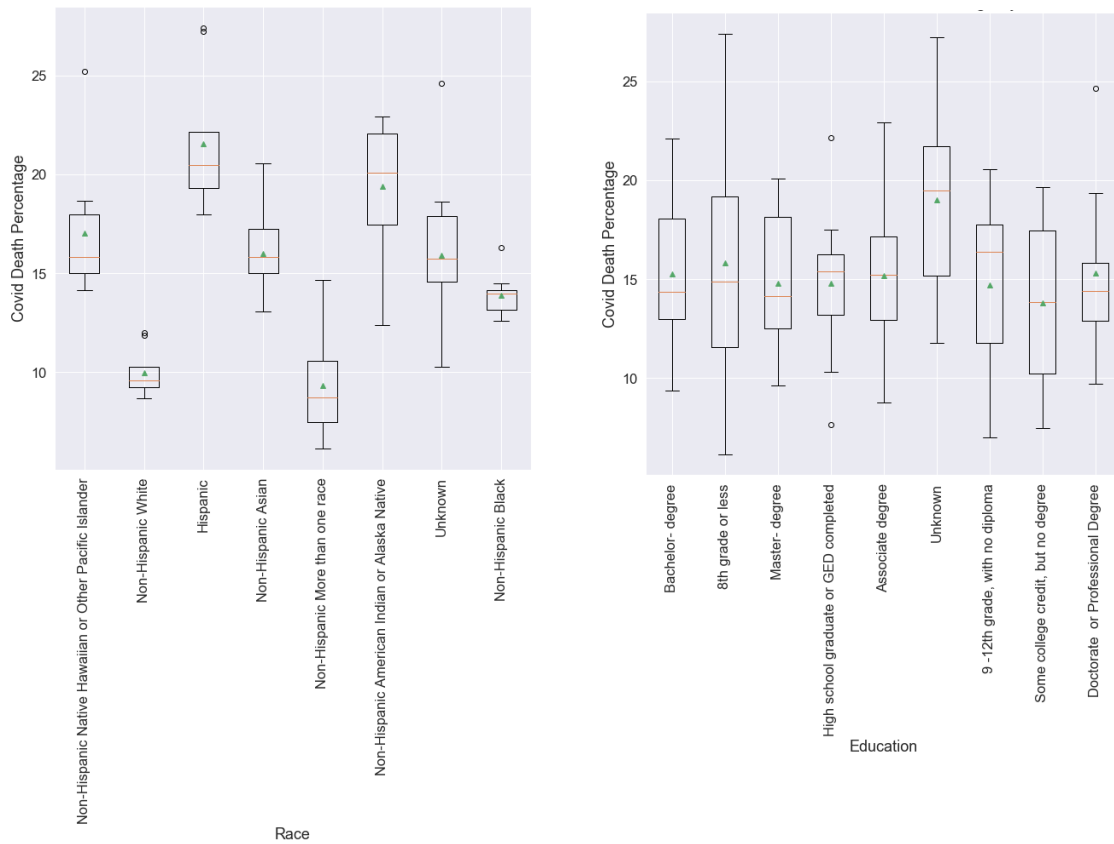 25
20
15
10
Covid Death Percentage
Non-Hispanic Native Hawaiian or Other Pacific Islander
Non-Hispanic White
Hispanic
Non-Hispanic Asian
Non-Hispanic More than one race
Non-Hispanic American Indian or Alaska Native
Unknown
Non-Hispanic Black
Race
25
20
15
10
Covid Death Percentage
Bachelor- degree
8th grade or less
Master- degree
High school graduate or GED completed
Associate degree
Unknown
9 -12th grade, with no diploma
Some college credit, but no degree
Doctorate  or Professional Degree
Education